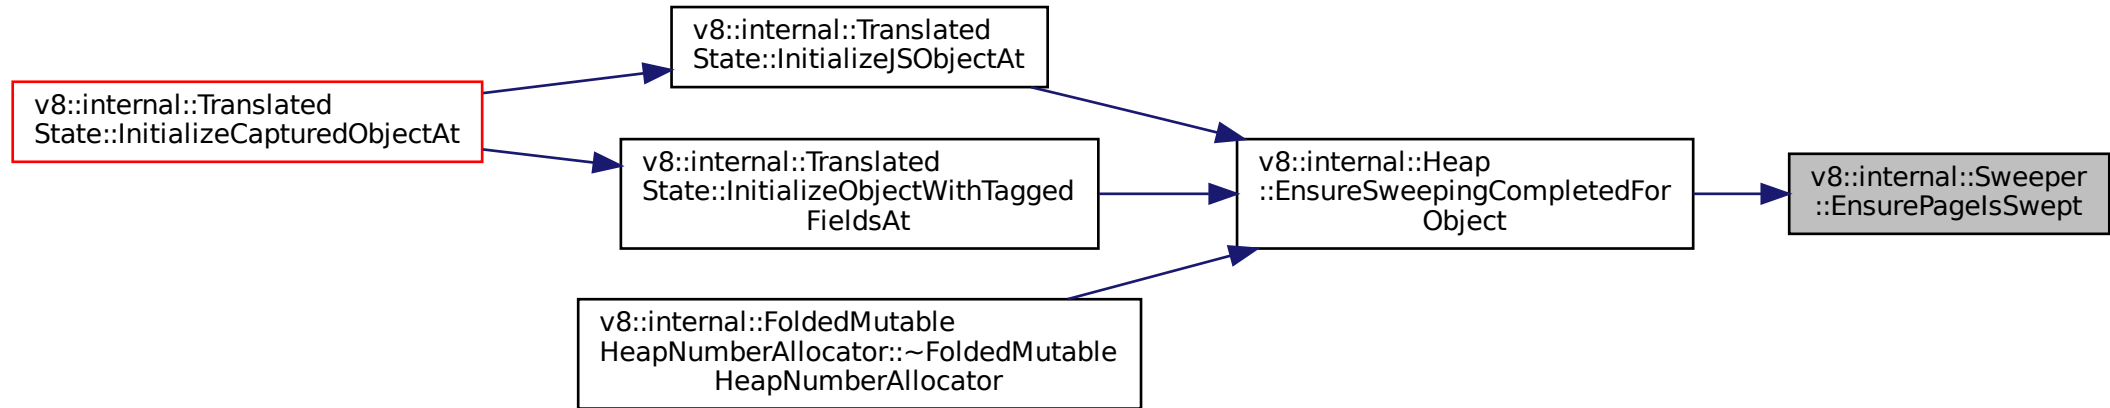 v8::internal::Translated
State::InitializeJSObjectAt
v8::internal::Translated
State::InitializeCapturedObjectAt
v8::internal::Translated
State::InitializeObjectWithTagged
FieldsAt
v8::internal::Heap
::EnsureSweepingCompletedFor
Object
v8::internal::Sweeper
::EnsurePageIsSwept
v8::internal::FoldedMutable
HeapNumberAllocator::~FoldedMutable
HeapNumberAllocator